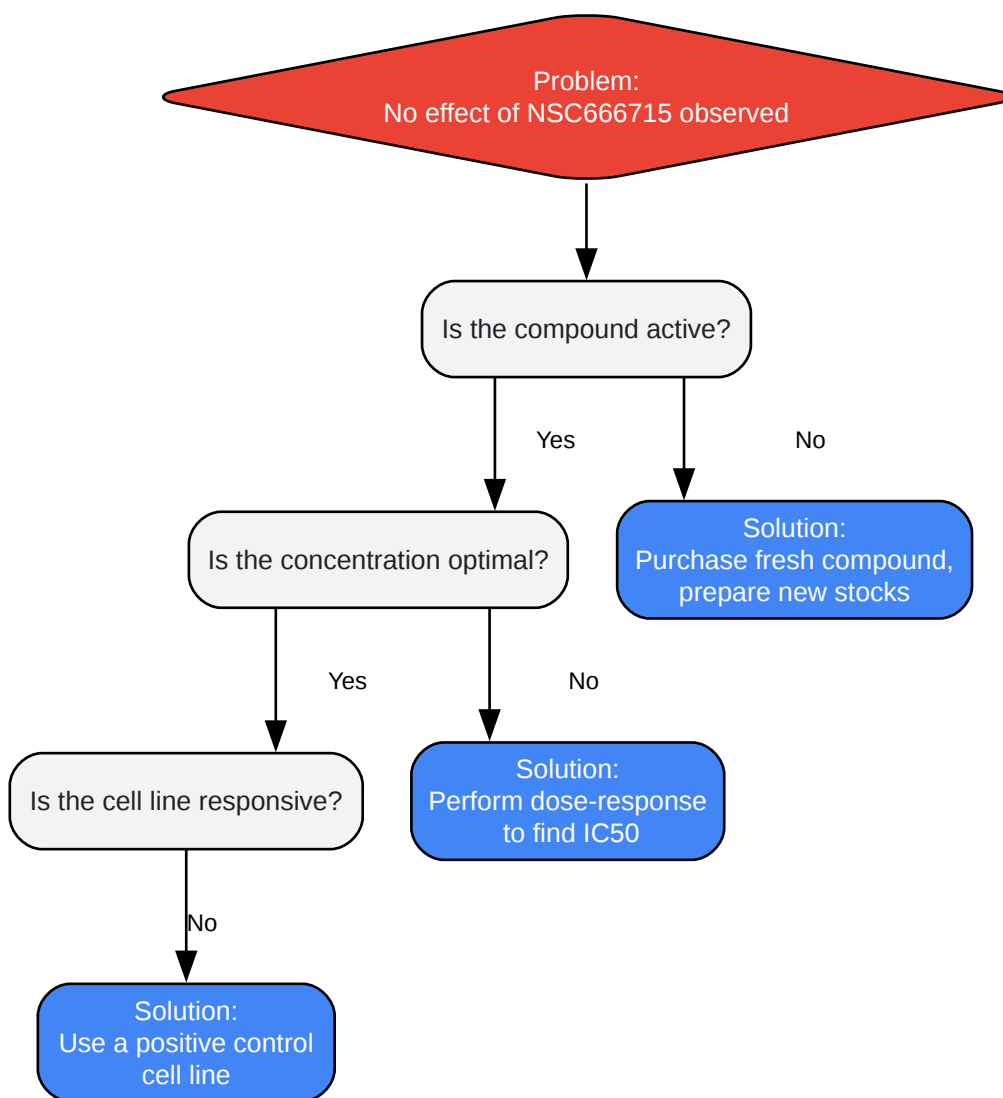 Problem:
No effect of NSC666715 observed
Is the compound active?
Yes
No
Is the concentration optimal?
Solution:
Purchase fresh compound,
prepare new stocks
Yes
No
Is the cell line responsive?
Solution:
Perform dose-response
to find IC50
No
Solution:
Use a positive control
cell line